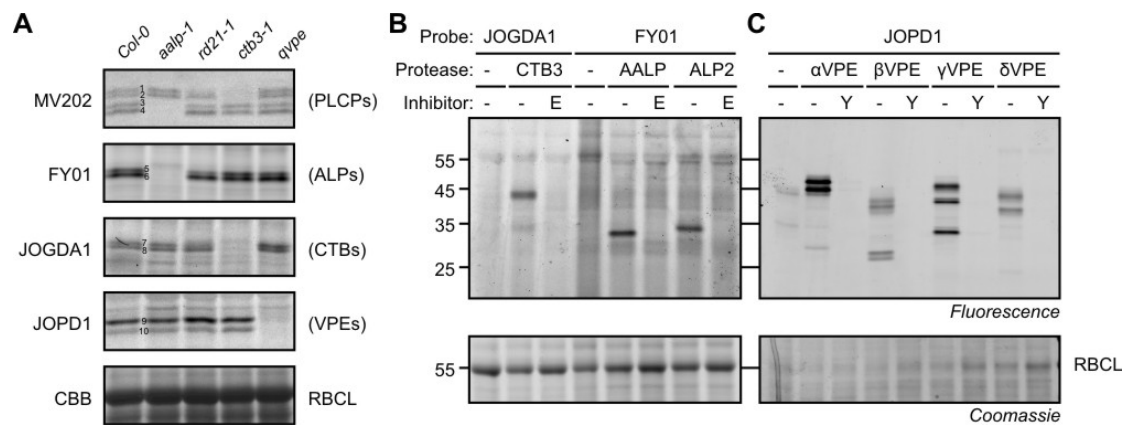 A
Col-0 aalp-1 rd21-1 ctb3-1 qvpe
MV202 1 2 3 4 (PLCPs)
FY01 5 6 (ALPs)
JOGDA1 7 8 (CTBs)
JOPD1 9 10 (VPEs)
CBB RBCL
B
Probe: JOGDA1 FY01
Protease: - CTB3 - AALP ALP2
Inhibitor: - - E - - E - E
55
45
35
25
55
C
JOPD1
- αVPE βVPE γVPE δVPE
- - Y - Y - Y - Y
Fluorescence
RBCL
Coomassie